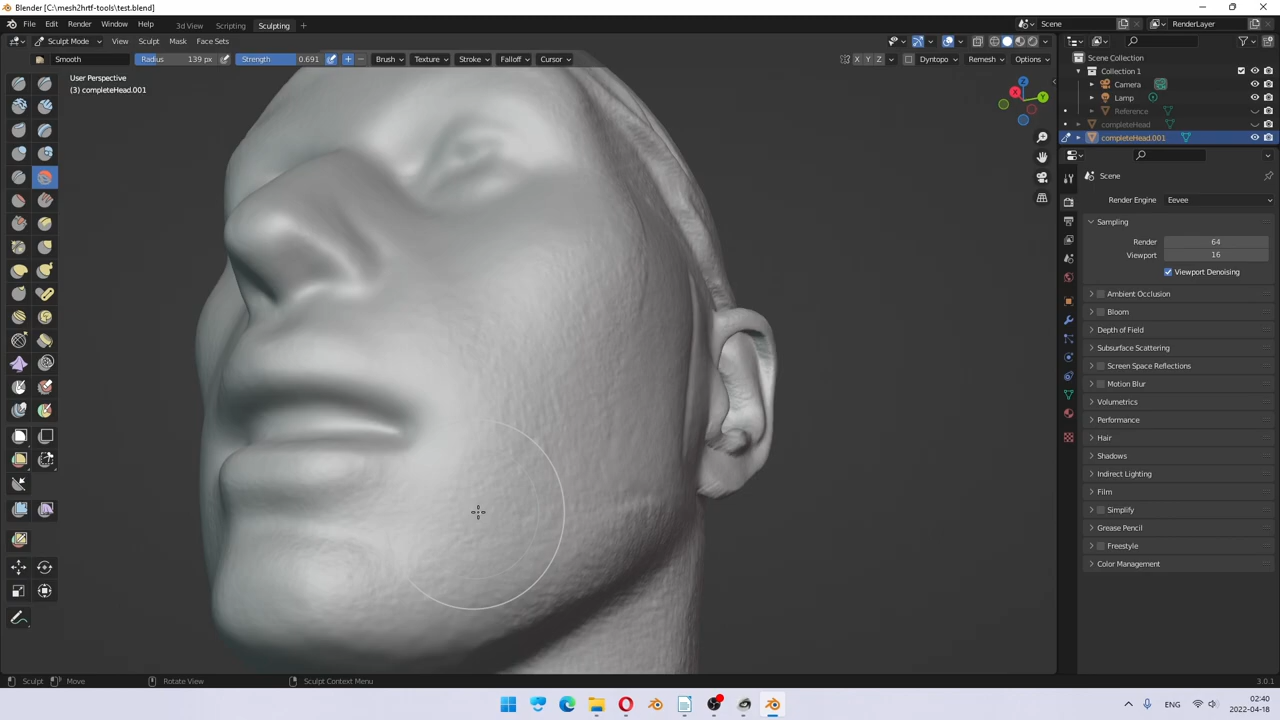 Blender [C:\mesh2hrtf-tools\test.blend]
File Edit Render Window Help 3d View Scripting Sculpting + Scene RenderLayer
Sculpt Mode View Sculpt Mask Face Sets
Smooth Radius 139 px Strength 0.691 Brush Texture Stroke Falloff Cursor X Y Z Dyntopo Remesh Options
User Perspective
(3) completeHead.001
Z
X
Y
Scene Collection
Collection 1
Camera
Lamp
Reference
completeHead
completeHead.001
Scene
Render Engine Eevee
Sampling
Render 64
Viewport 16
Viewport Denoising
Ambient Occlusion
Bloom
Depth of Field
Subsurface Scattering
Screen Space Reflections
Motion Blur
Volumetrics
Performance
Hair
Shadows
Indirect Lighting
Film
Simplify
Grease Pencil
Freestyle
Color Management
Sculpt Move Rotate View Sculpt Context Menu 3.0.1
ENG 02:40
2022-04-18